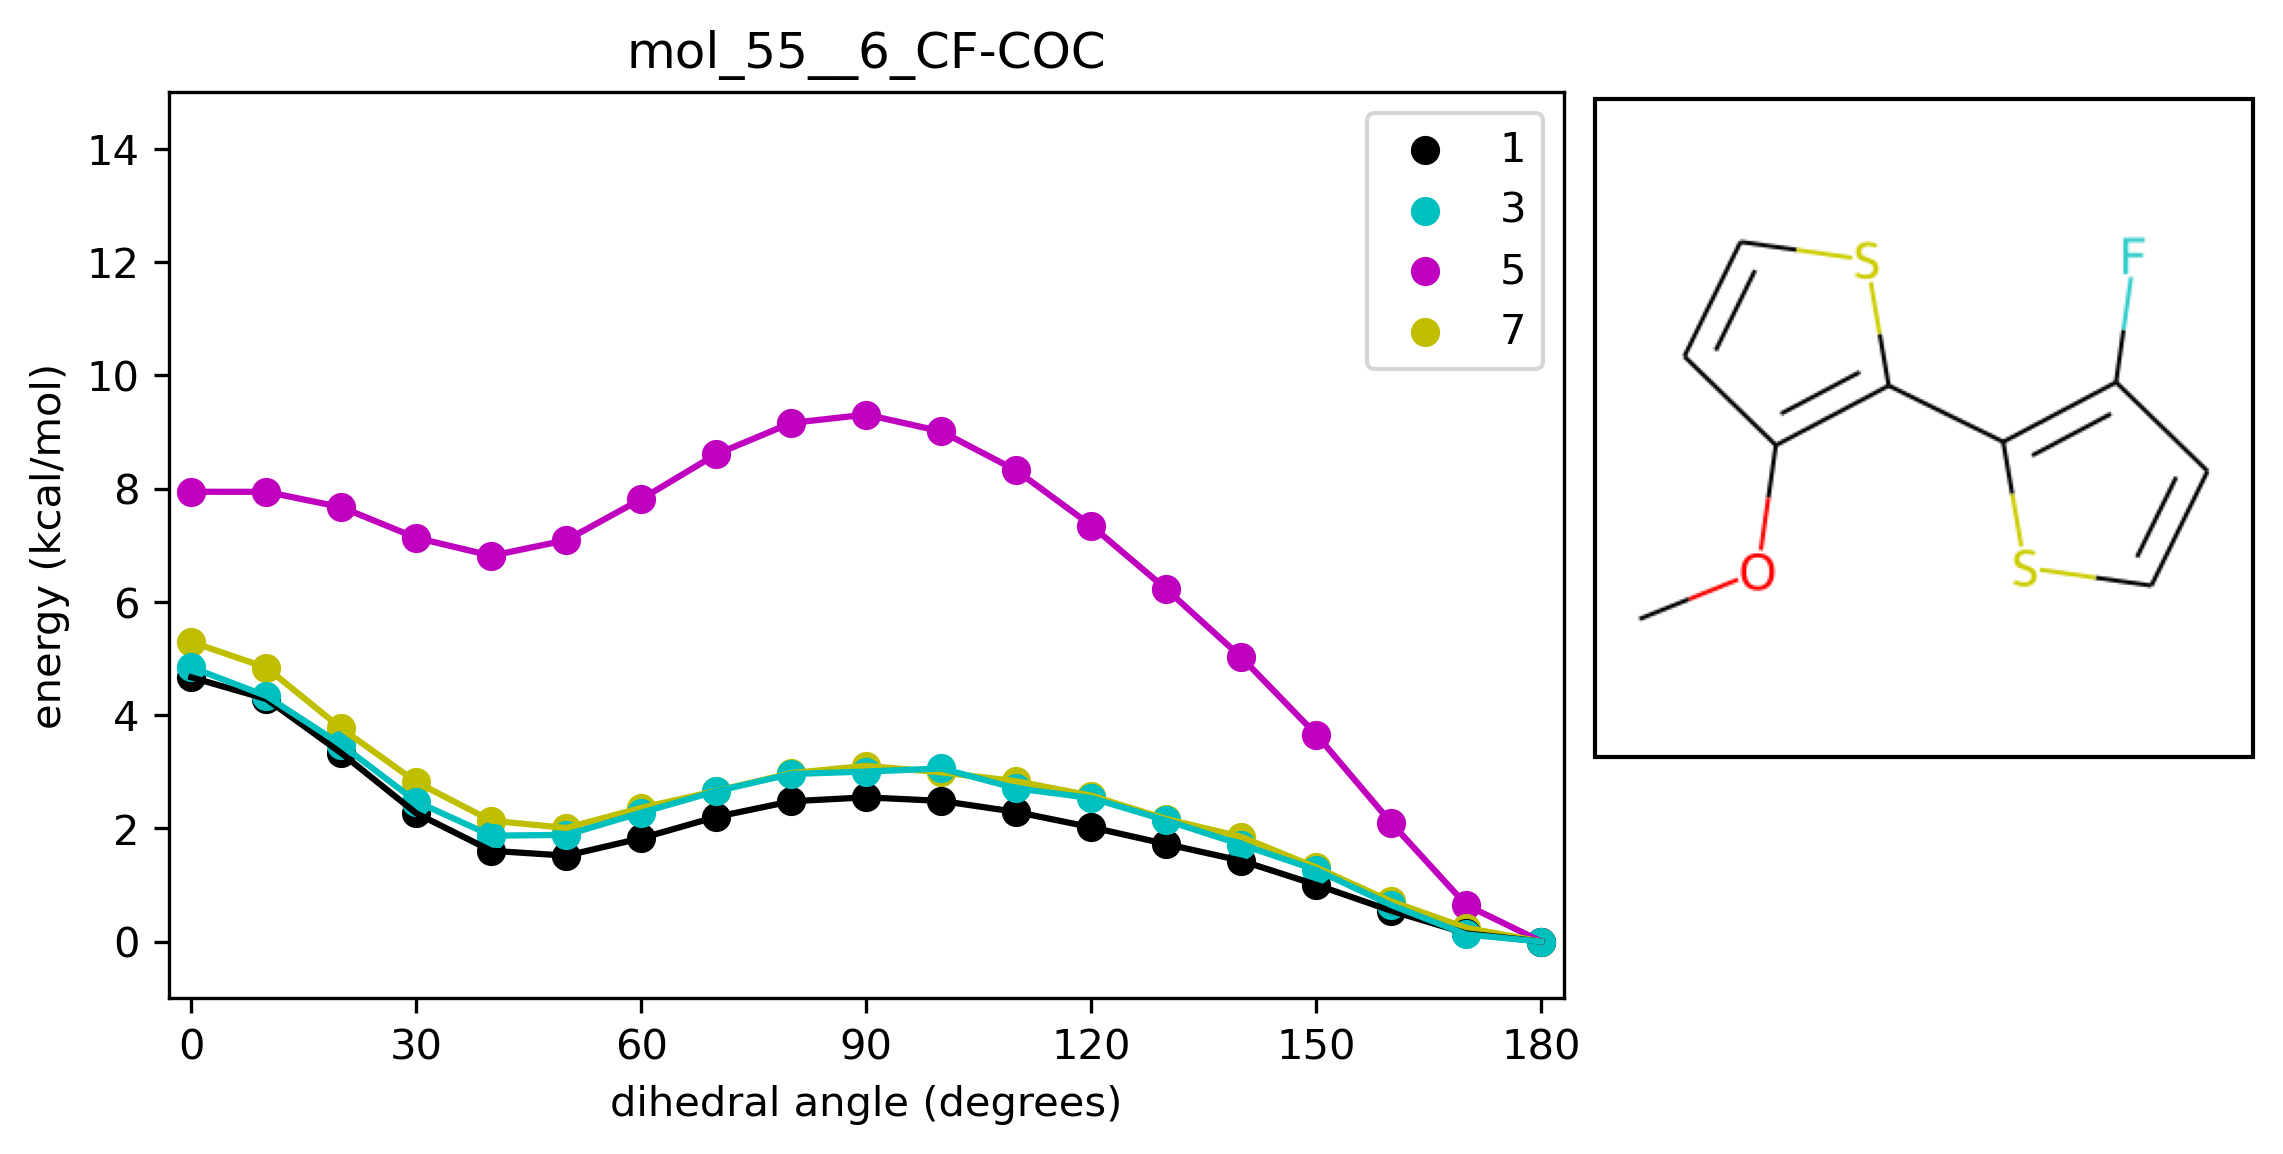 mol_55__6_CF-COC
14
12
10
8
6
4
2
0
energy (kcal/mol)
0 30 60 90 120 150 180
dihedral angle (degrees)
1
3
5
7
S
F
O
S